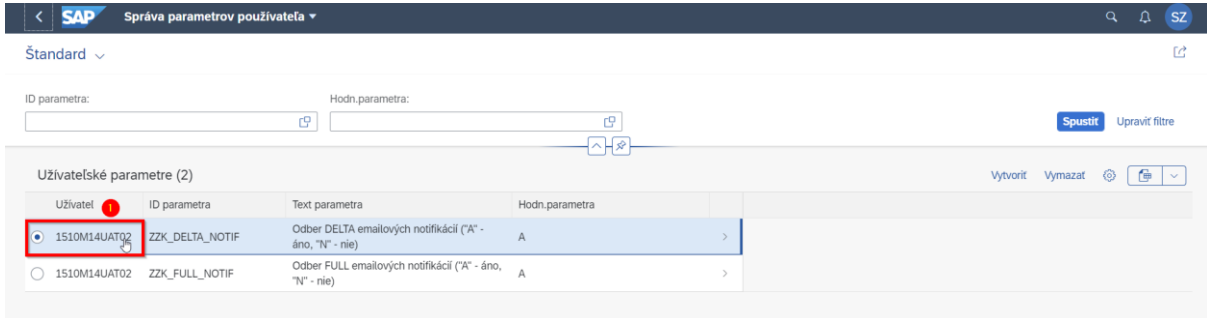 SAP Správa parametrov používateľa
SZ
Štandard
ID parametra: Hodn.parametra:
Spustiť Upraviť filtre
Užívateľské parametre (2) Vytvoriť Vymazať
Užívateľ 1 ID parametra Text parametra Hodn.parametra
1510M14UAT02 ZZK_DELTA_NOTIF Odber DELTA emailových notifikácií ("A" - A
áno, "N" - nie)
1510M14UAT02 ZZK_FULL_NOTIF Odber FULL emailových notifikácií ("A" - áno, A
"N" - nie)